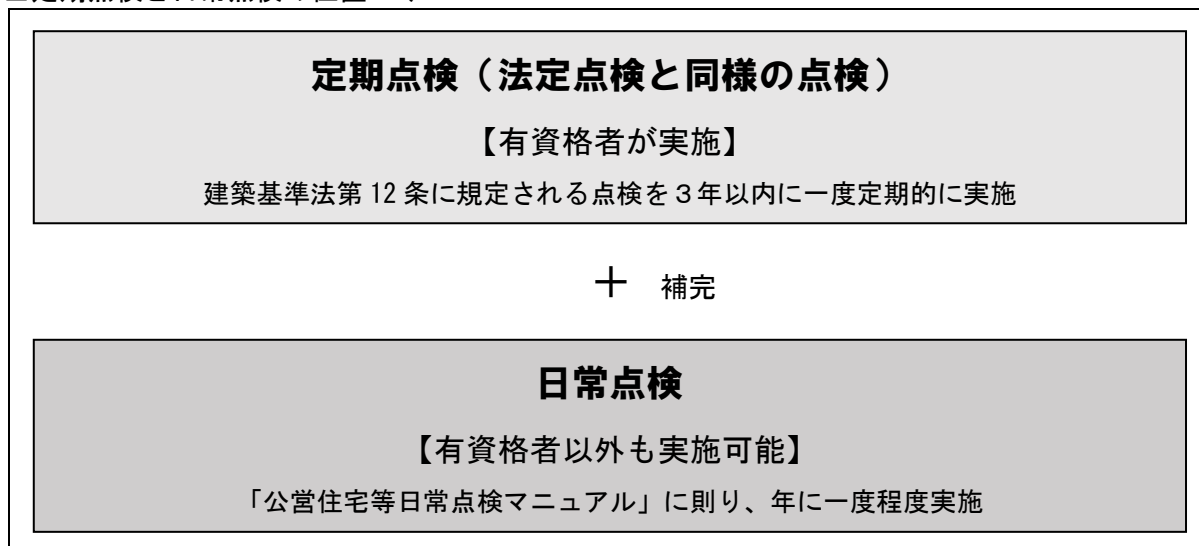 定期点検（法定点検と同様の点検）
【有資格者が実施】
建築基準法第 12 条に規定される点検を３年以内に一度定期的に実施
＋ 補完
日常点検
【有資格者以外も実施可能】
「公営住宅等日常点検マニュアル」に則り、年に一度程度実施